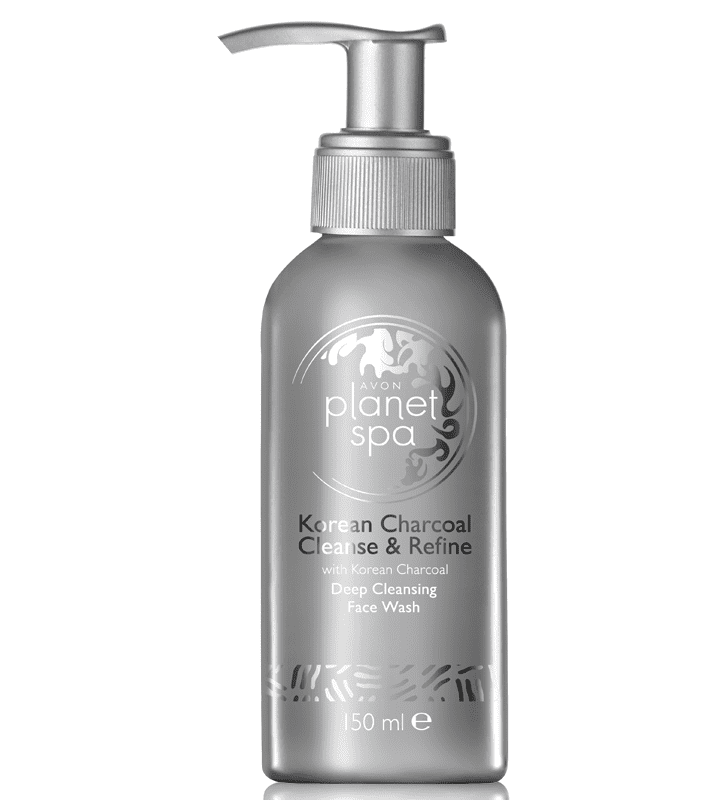 AVON
planet
spa
Korean Charcoal
Cleanse & Refine
with Korean Charcoal
Deep Cleansing
Face Wash
150 ml ℮